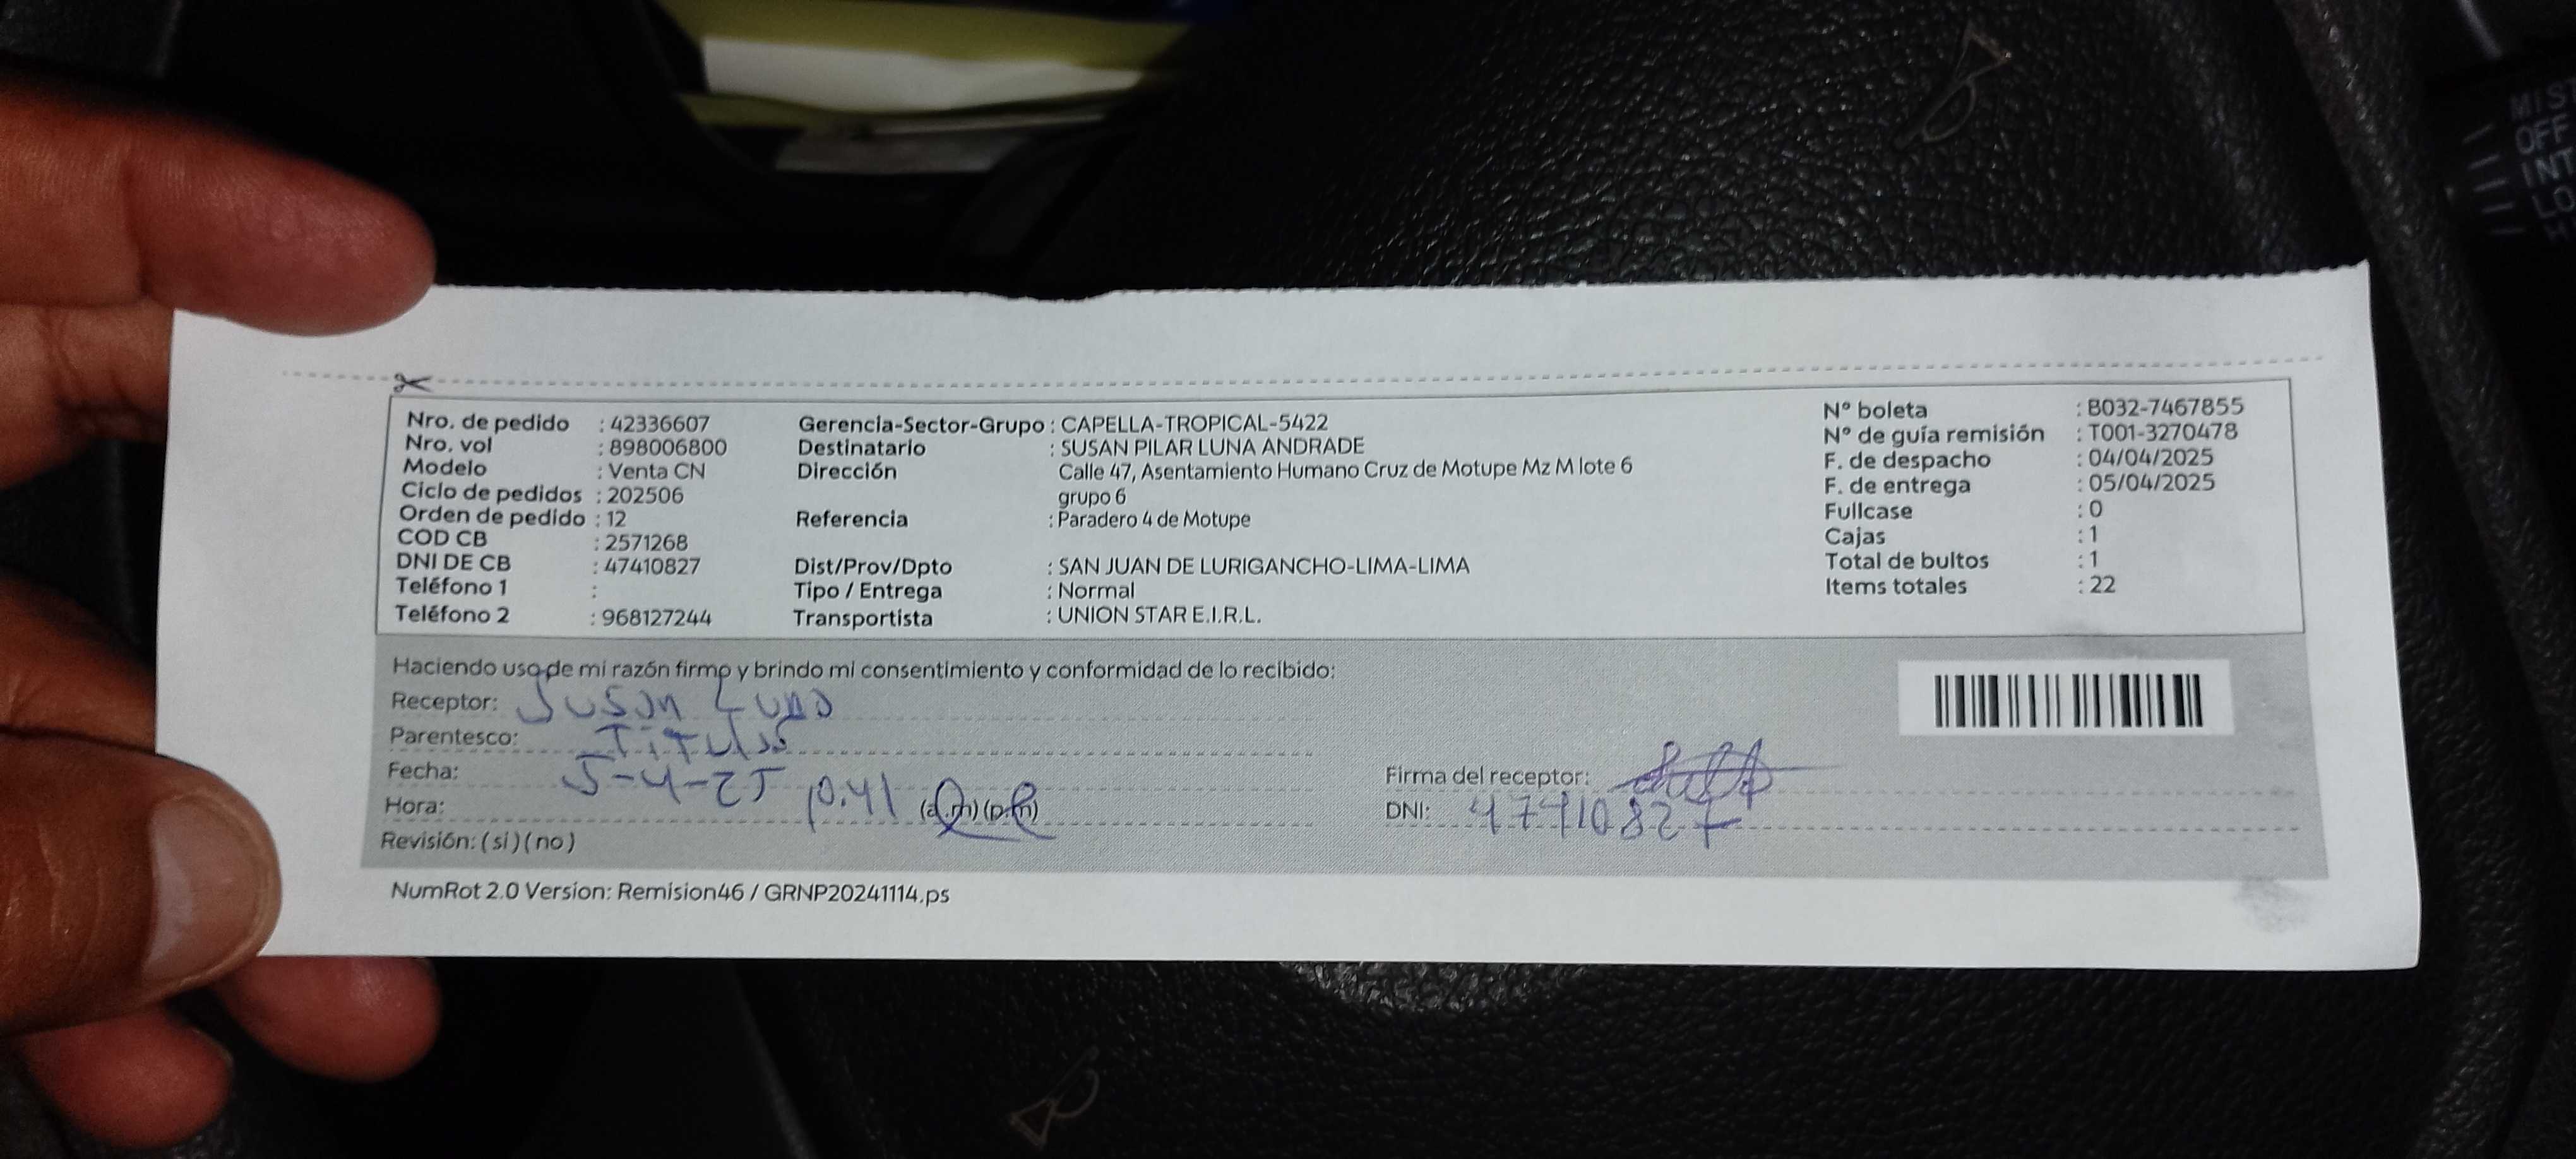 Nro. de pedido : 42336607
Nro. vol : 898006800
Modelo : Venta CN
Ciclo de pedidos : 202506
Orden de pedido : 12
COD CB : 2571268
DNI DE CB : 47410827
Teléfono 1 :
Teléfono 2 : 968127244
Gerencia-Sector-Grupo : CAPELLA-TROPICAL-5422
Destinatario : SUSAN PILAR LUNA ANDRADE
Dirección Calle 47, Asentamiento Humano Cruz de Motupe Mz M lote 6
grupo 6
Referencia : Paradero 4 de Motupe
Dist/Prov/Dpto : SAN JUAN DE LURIGANCHO-LIMA-LIMA
Tipo / Entrega : Normal
Transportista : UNION STAR E.I.R.L.
N° boleta : B032-7467855
N° de guía remisión : T001-3270478
F. de despacho : 04/04/2025
F. de entrega : 05/04/2025
Fullcase : 0
Cajas : 1
Total de bultos : 1
Items totales : 22
Haciendo uso de mi razón firmo y brindo mi consentimiento y conformidad de lo recibido:
Receptor: Susan Luna
Parentesco:
Fecha: 5-4-25
Hora: 10.41 (a.m) (p.m)
Revisión: (si) (no)
Firma del receptor:
DNI: 47410827
NumRot 2.0 Version: Remision46 / GRNP20241114.ps
MIST
OFF
INT
LO